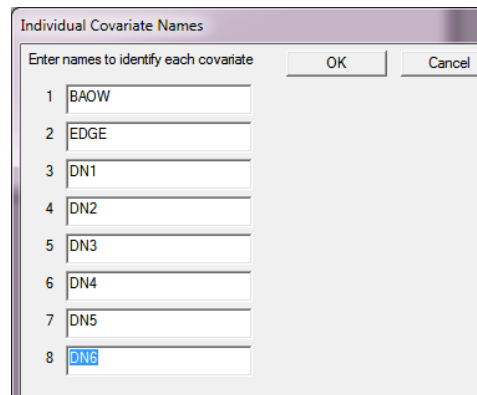 Individual Covariate Names
Enter names to identify each covariate OK Cancel
1 BAOW
2 EDGE
3 DN1
4 DN2
5 DN3
6 DN4
7 DN5
8 DN6